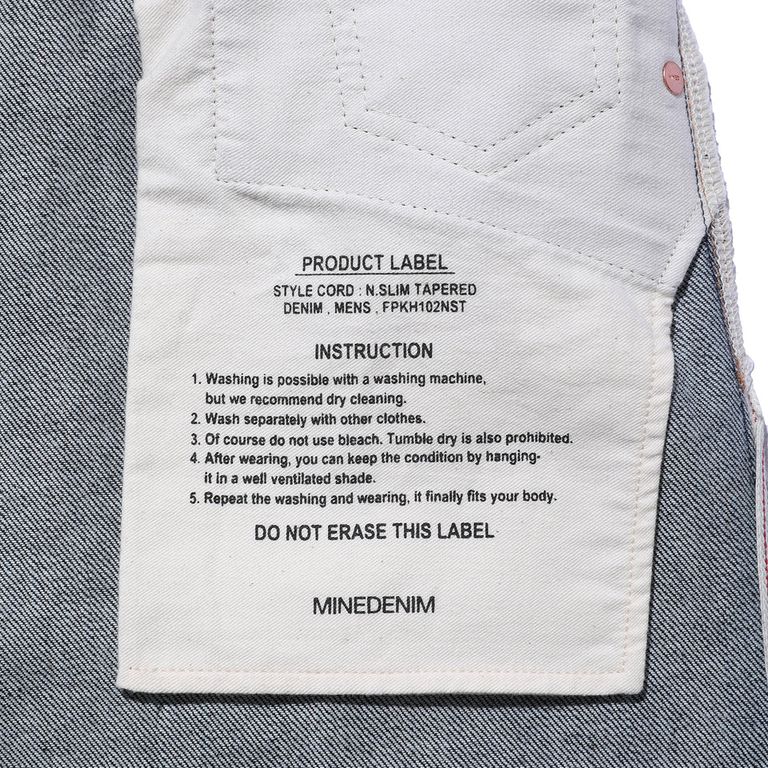 PRODUCT LABEL
STYLE CORD : N.SLIM TAPERED
DENIM , MENS , FPKH102NST
INSTRUCTION
1. Washing is possible with a washing machine,
but we recommend dry cleaning.
2. Wash separately with other clothes.
3. Of course do not use bleach. Tumble dry is also prohibited.
4. After wearing, you can keep the condition by hanging-
it in a well ventilated shade.
5. Repeat the washing and wearing, it finally fits your body.
DO NOT ERASE THIS LABEL
MINEDENIM